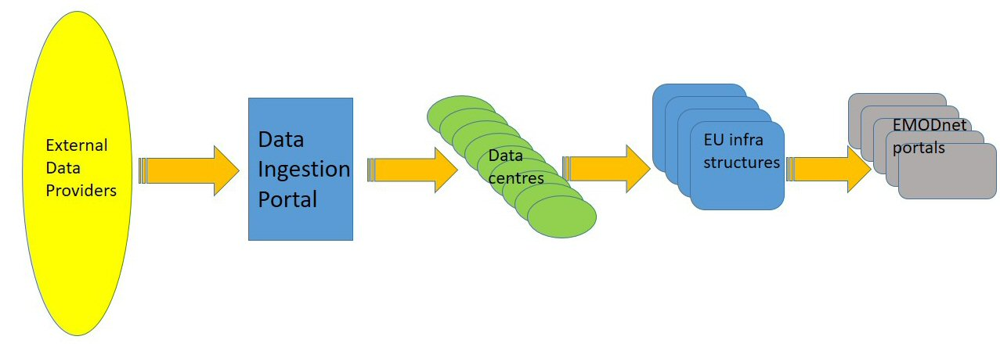 External
Data
Providers
Data
Ingestion
Portal
Data
centres
EU infra
structures
EMODnet
portals